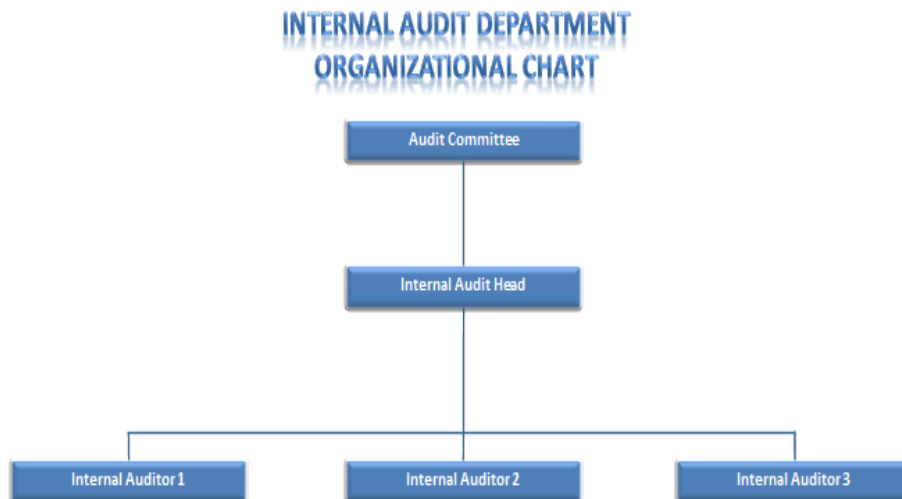 INTERNAL AUDIT DEPARTMENT
ORGANIZATIONAL CHART
Audit Committee
Internal Audit Head
Internal Auditor 1
Internal Auditor 2
Internal Auditor 3